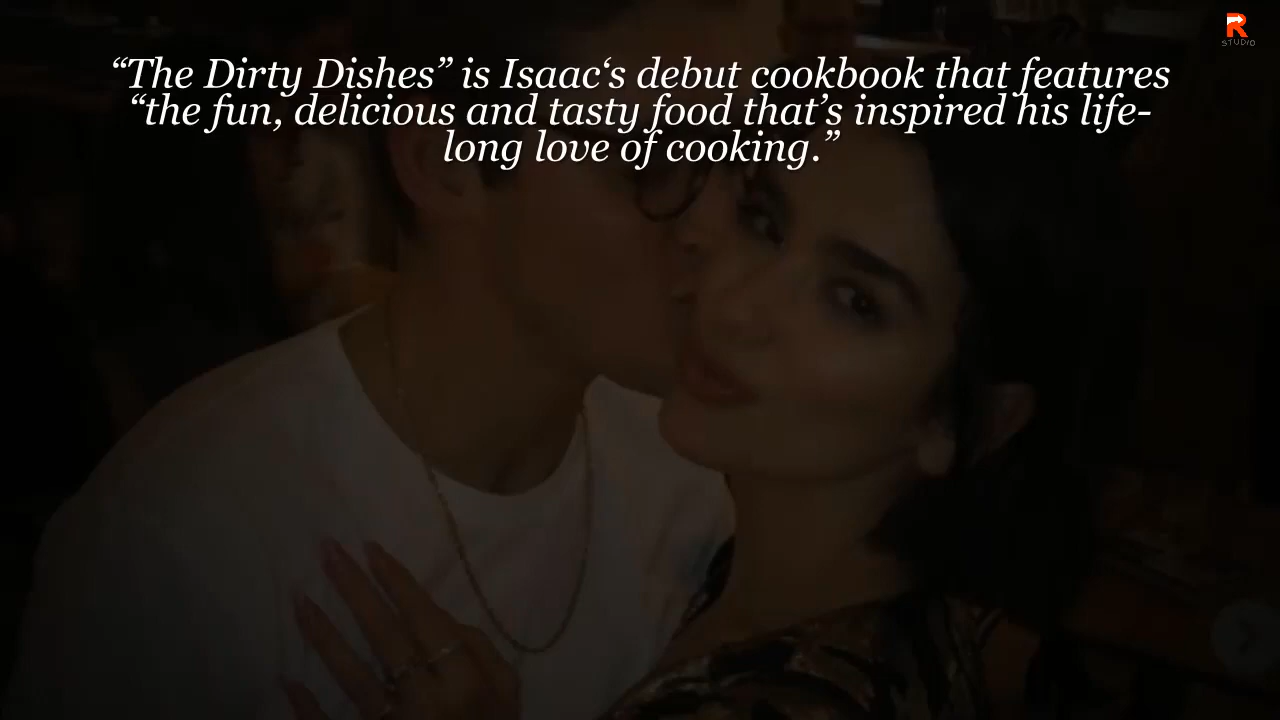 “The Dirty Dishes” is Isaac‘s debut cookbook that features
“the fun, delicious and tasty food that’s inspired his life-
long love of cooking.”
R
STUDIO